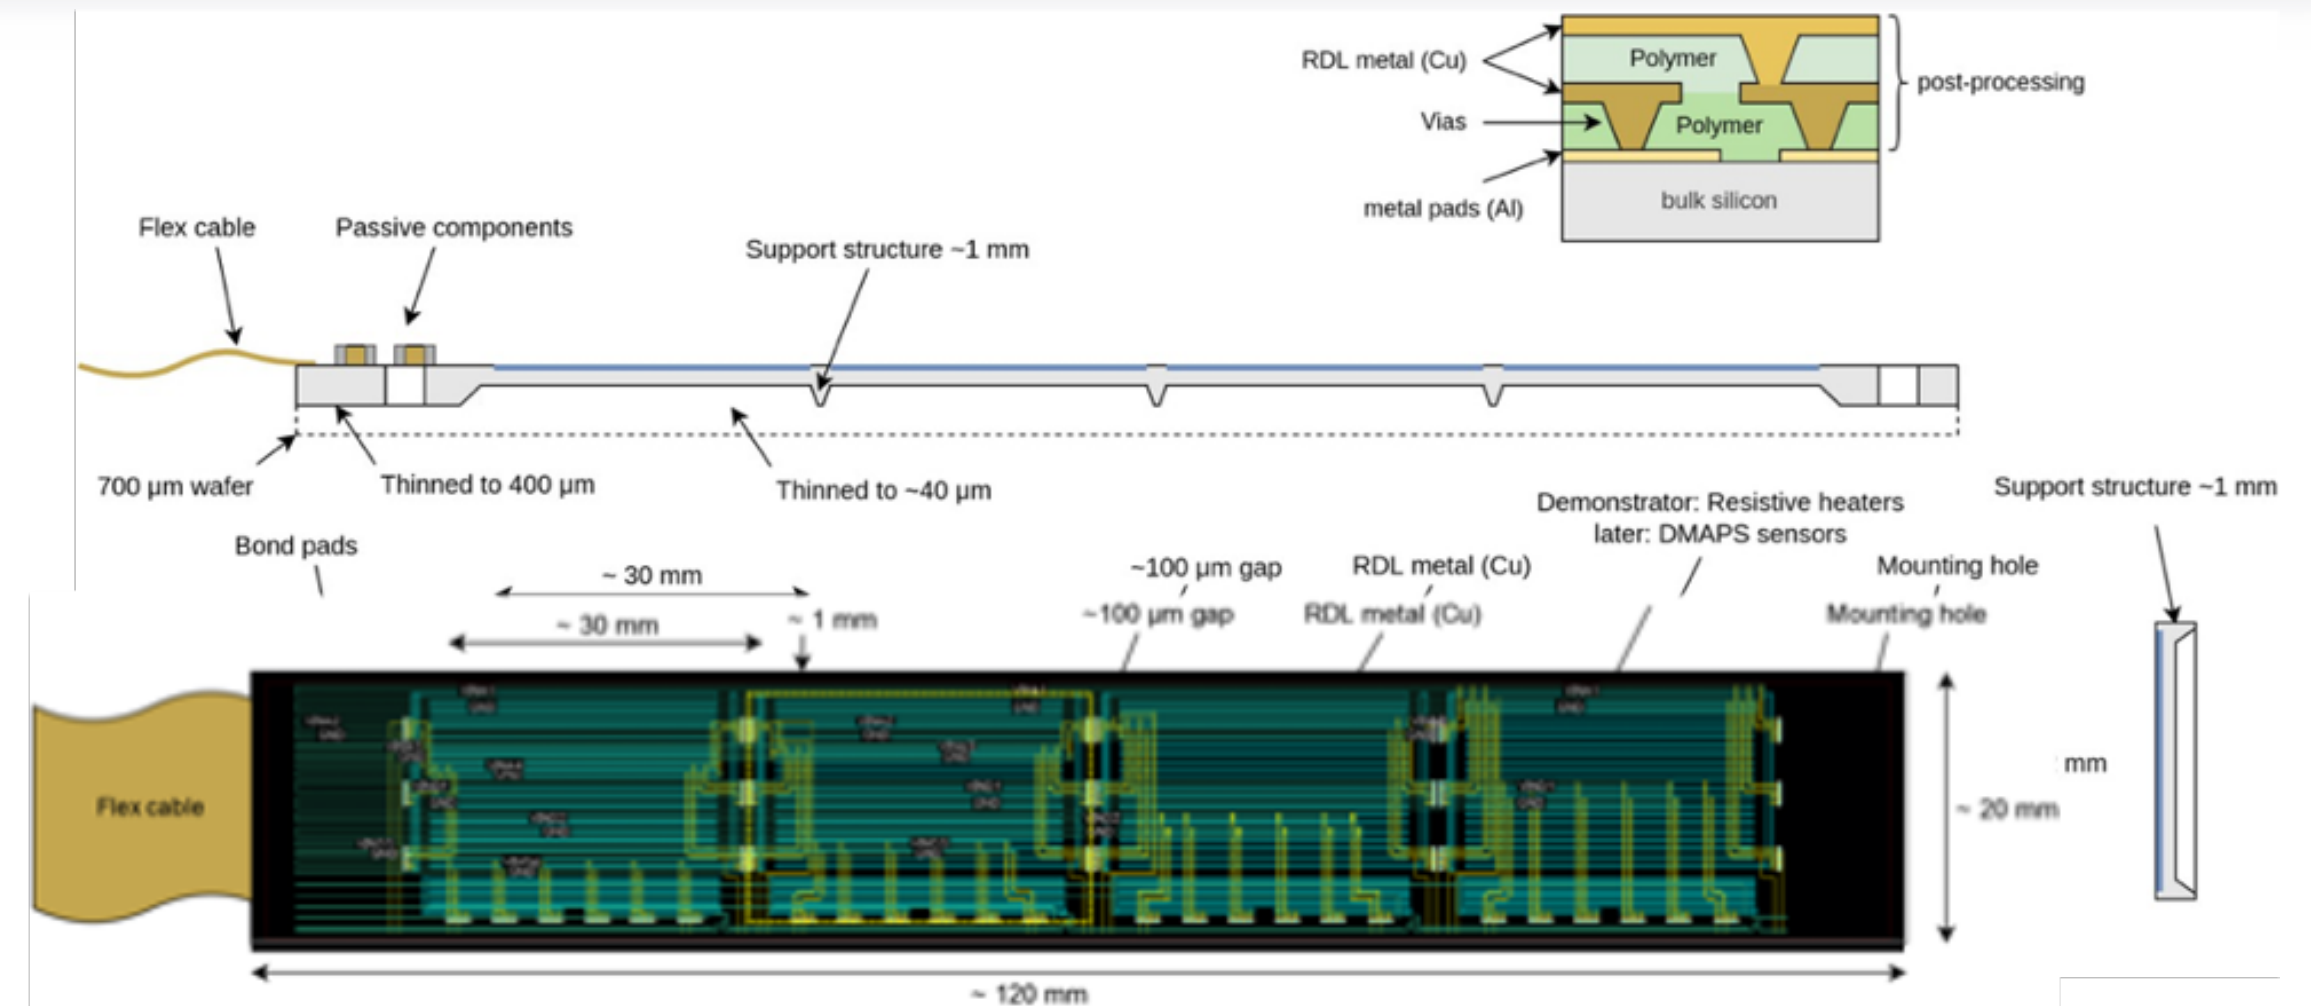 RDL metal (Cu)
Polymer
post-processing
Vias
Polymer
metal pads (Al)
bulk silicon
Flex cable
Passive components
Support structure ~1 mm
700 µm wafer
Thinned to 400 µm
Thinned to ~40 µm
Demonstrator: Resistive heaters
later: DMAPS sensors
Support structure ~1 mm
Bond pads
~ 30 mm
~100 µm gap
RDL metal (Cu)
Mounting hole
~ 30 mm
~ 1 mm
~100 µm gap
RDL metal (Cu)
Mounting hole
mm
~ 20 mm
Flex cable
~ 120 mm